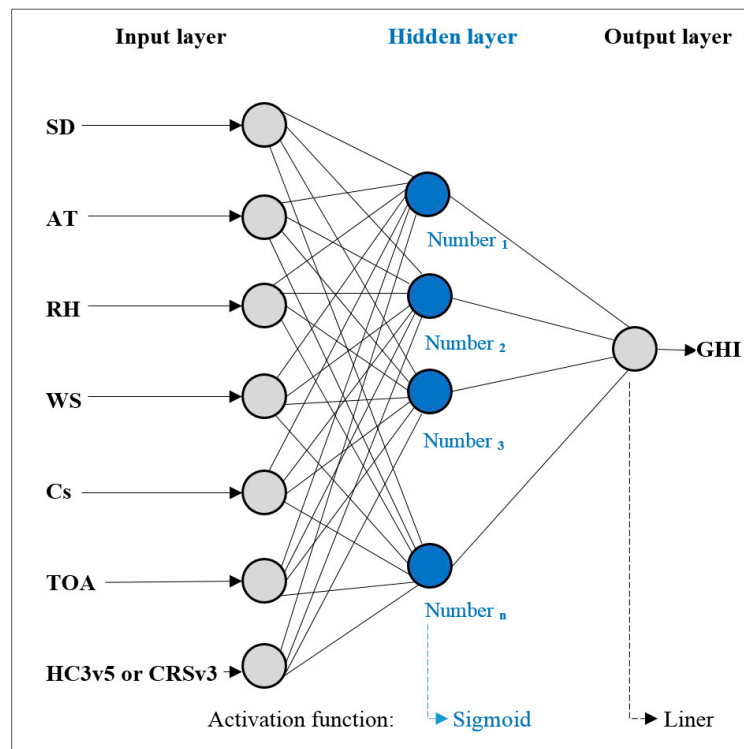 Input layer Hidden layer Output layer
SD
AT
RH
WS
Cs
TOA
HC3v5 or CRSv3
Number 1
Number 2
Number 3
Number n
GHI
Activation function: Sigmoid Liner